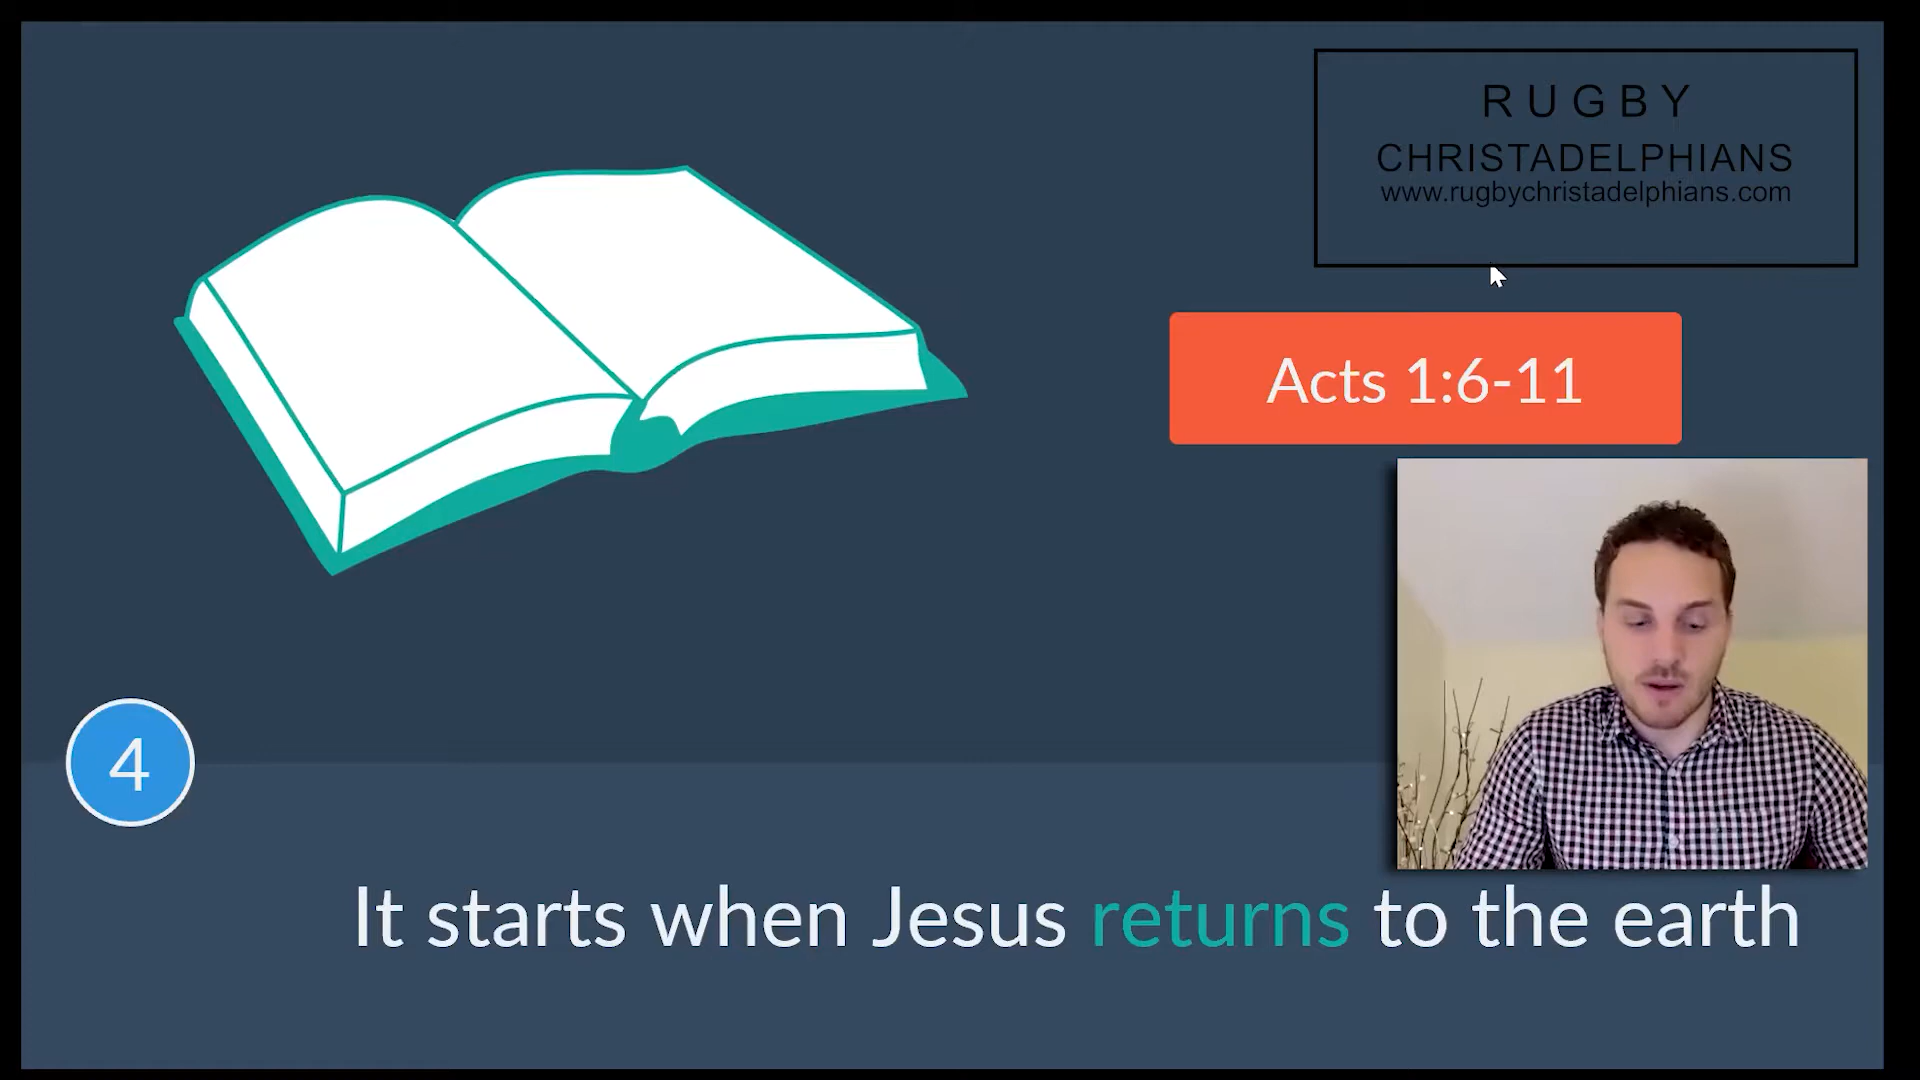 RUGBY
CHRISTADELPHIANS
www.rugbychristadelphians.com
Acts 1:6-11
4
It starts when Jesus returns to the earth